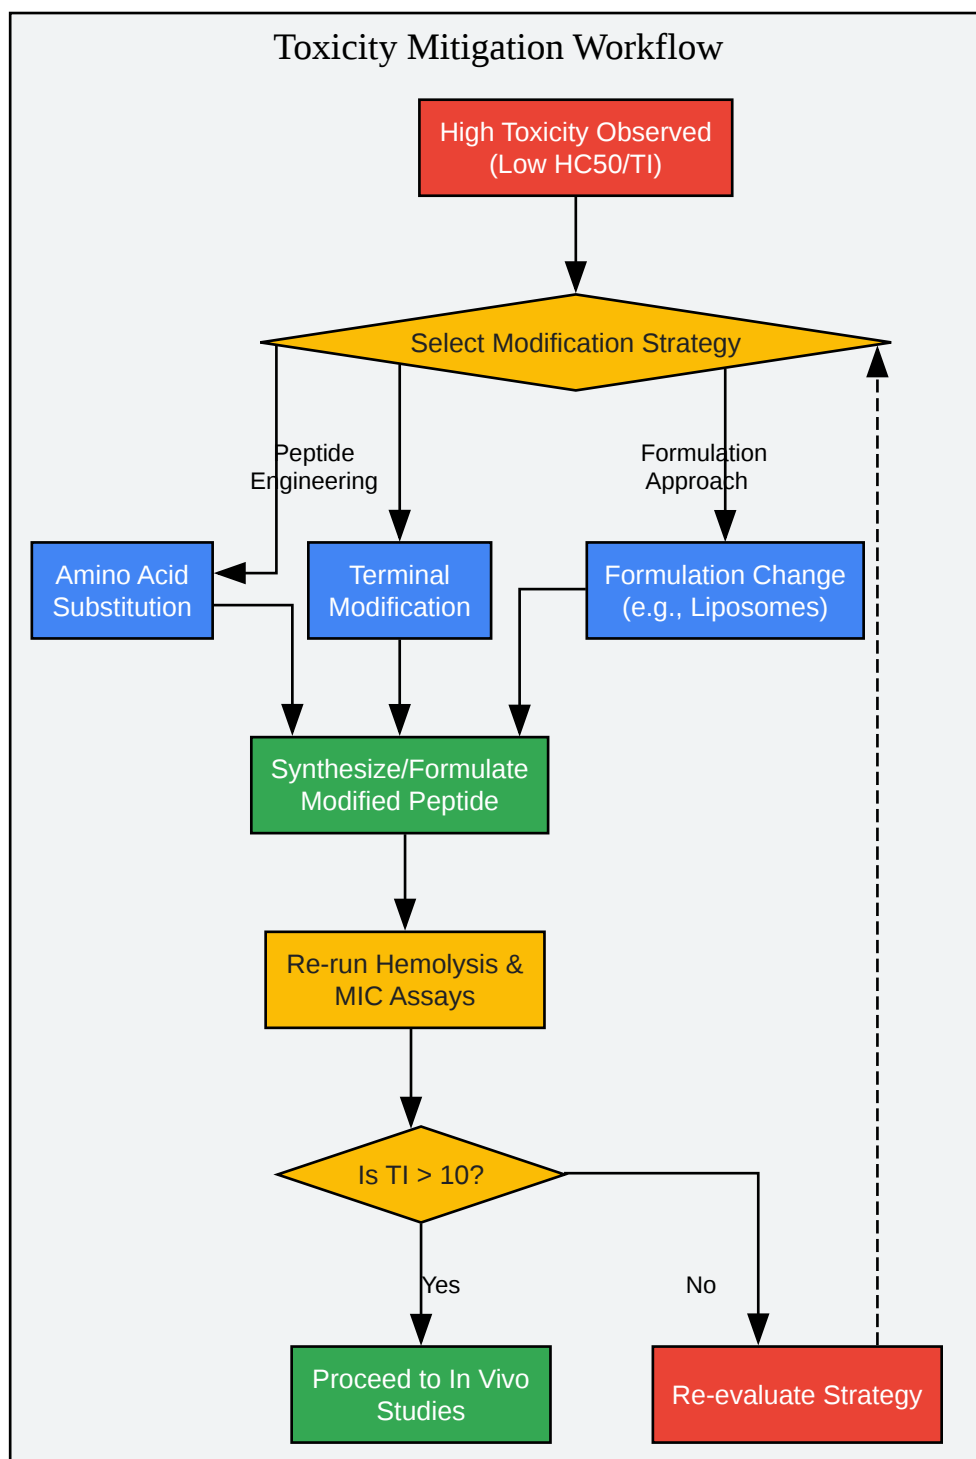 Toxicity Mitigation Workflow
High Toxicity Observed
(Low HC50/TI)
Select Modification Strategy
Peptide
Engineering
Formulation
Approach
Amino Acid
Substitution
Terminal
Modification
Formulation Change
(e.g., Liposomes)
Synthesize/Formulate
Modified Peptide
Re-run Hemolysis &
MIC Assays
Is TI > 10?
Yes
No
Proceed to In Vivo
Studies
Re-evaluate Strategy